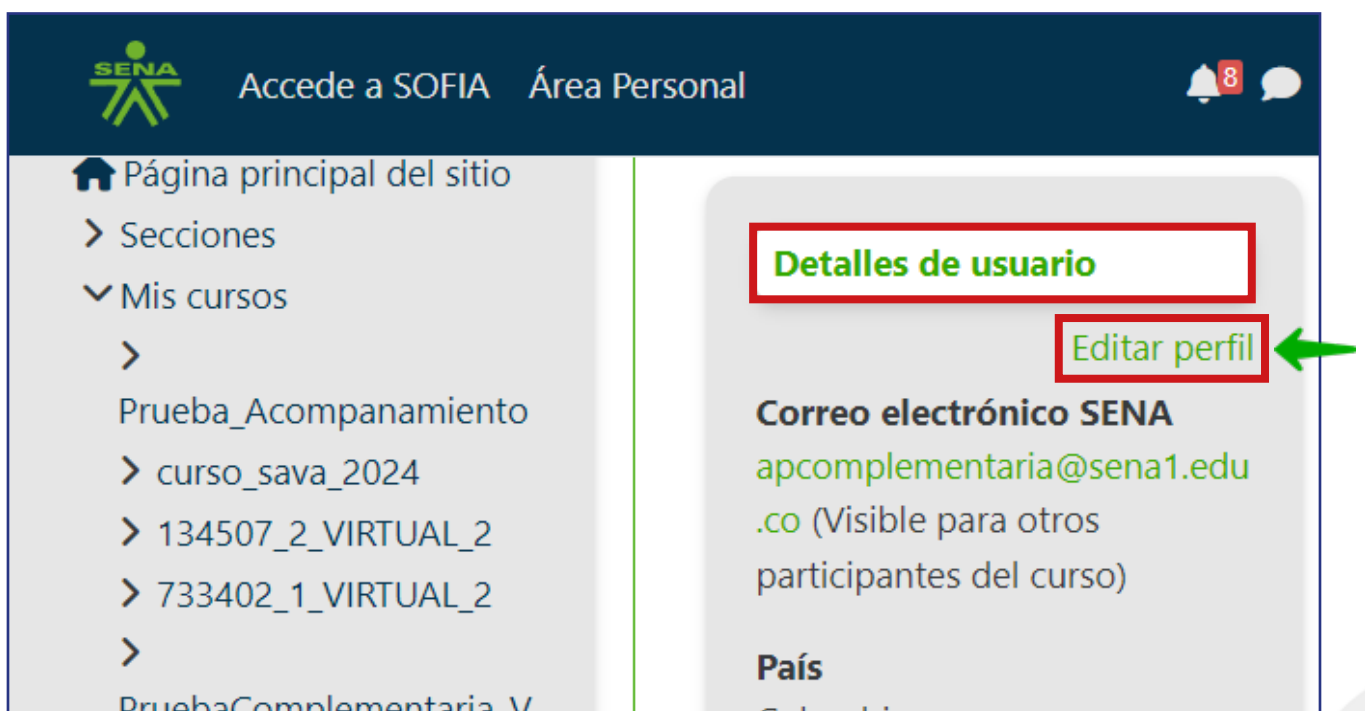 SENA
Accede a SOFIA Área Personal
8
Página principal del sitio
Secciones
Mis cursos
Prueba_Acompanamiento
curso_sava_2024
134507_2_VIRTUAL_2
733402_1_VIRTUAL_2
PruebaComplementaria_V
Detalles de usuario
Editar perfil
Correo electrónico SENA
apcomplementaria@sena1.edu
.co (Visible para otros
participantes del curso)
País